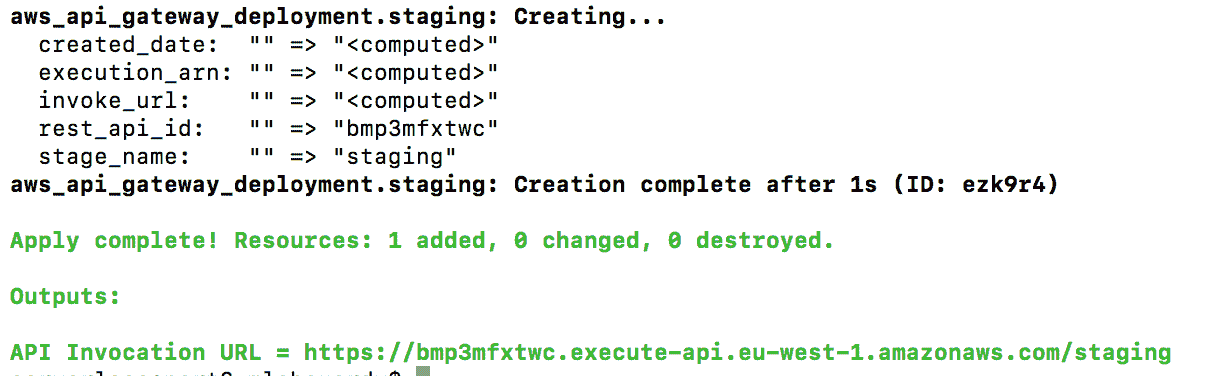 aws_api_gateway_deployment.staging: Creating...
  created_date:  "" => "<computed>"
  execution_arn: "" => "<computed>"
  invoke_url:    "" => "<computed>"
  rest_api_id:   "" => "bmp3mfxtwc"
  stage_name:    "" => "staging"
aws_api_gateway_deployment.staging: Creation complete after 1s (ID: ezk9r4)
Apply complete! Resources: 1 added, 0 changed, 0 destroyed.
Outputs:
API Invocation URL = https://bmp3mfxtwc.execute-api.eu-west-1.amazonaws.com/staging